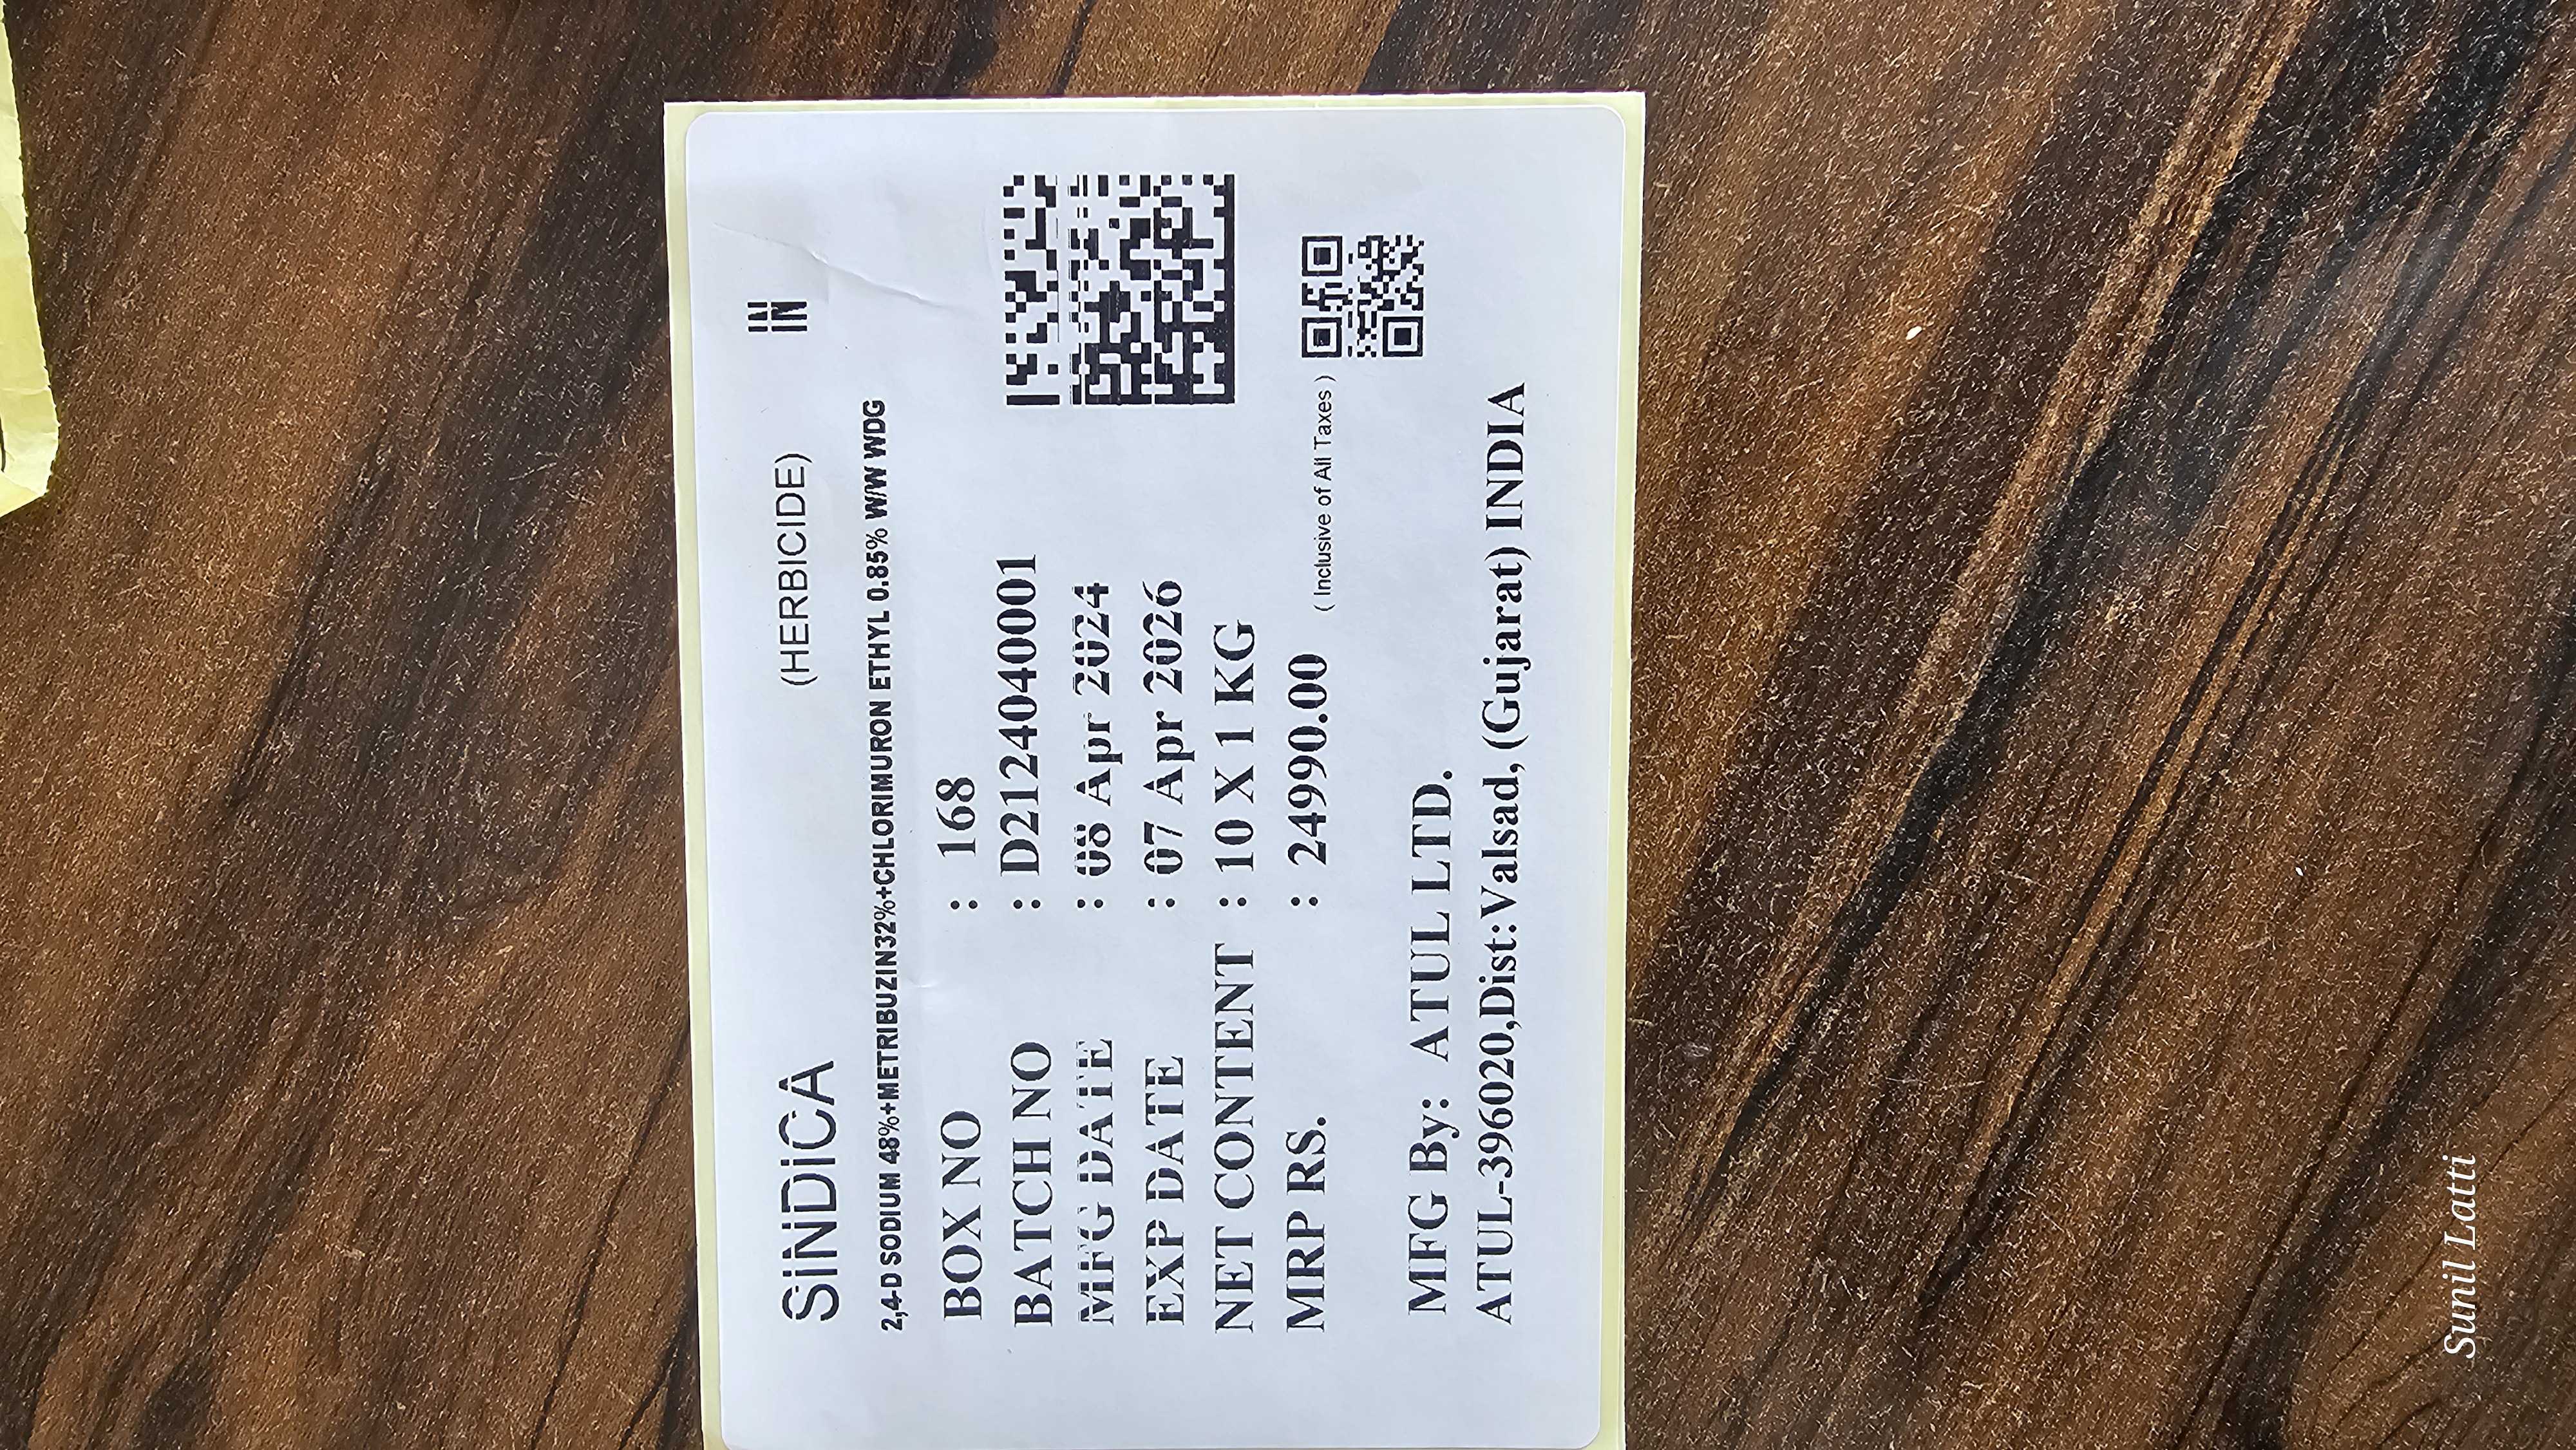 SiNDiCA (HERBICIDE) IN
2,4-D SODIUM 48%+METRIBUZIN32%+CHLORIMURON ETHYL 0.85% W/W WDG
BOX NO : 168
BATCH NO : D2124040001
MFG DATE : 08 Apr 2024
EXP DATE : 07 Apr 2026
NET CONTENT : 10 X 1 KG
MRP RS. : 24990.00 ( Inclusive of All Taxes )
MFG By: ATUL LTD.
ATUL-396020,Dist:Valsad, (Gujarat) INDIA
Sunil Latti